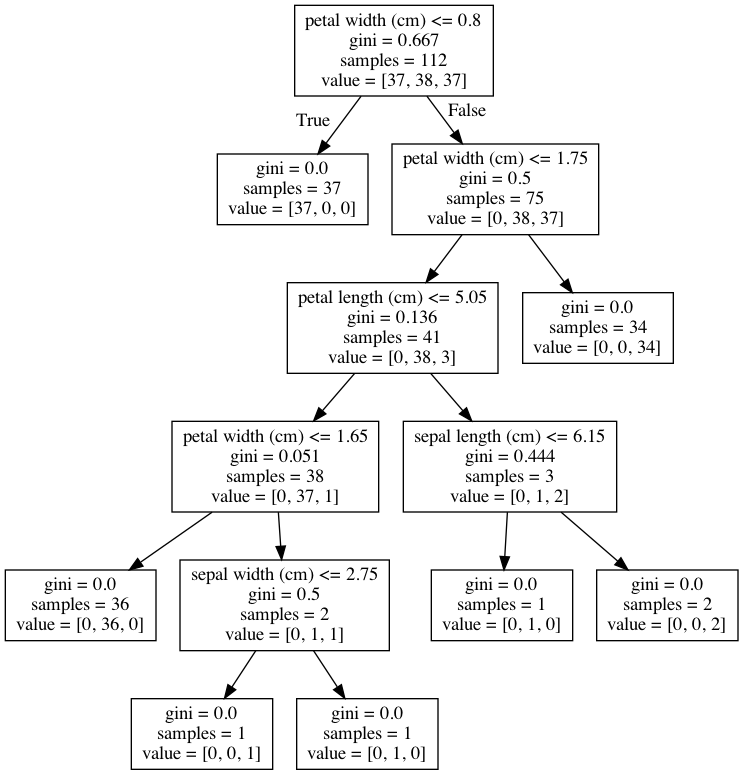 petal width (cm) <= 0.8
gini = 0.667
samples = 112
value = [37, 38, 37]
True
False
gini = 0.0
samples = 37
value = [37, 0, 0]
petal width (cm) <= 1.75
gini = 0.5
samples = 75
value = [0, 38, 37]
petal length (cm) <= 5.05
gini = 0.136
samples = 41
value = [0, 38, 3]
gini = 0.0
samples = 34
value = [0, 0, 34]
petal width (cm) <= 1.65
gini = 0.051
samples = 38
value = [0, 37, 1]
sepal length (cm) <= 6.15
gini = 0.444
samples = 3
value = [0, 1, 2]
gini = 0.0
samples = 36
value = [0, 36, 0]
sepal width (cm) <= 2.75
gini = 0.5
samples = 2
value = [0, 1, 1]
gini = 0.0
samples = 1
value = [0, 1, 0]
gini = 0.0
samples = 2
value = [0, 0, 2]
gini = 0.0
samples = 1
value = [0, 0, 1]
gini = 0.0
samples = 1
value = [0, 1, 0]